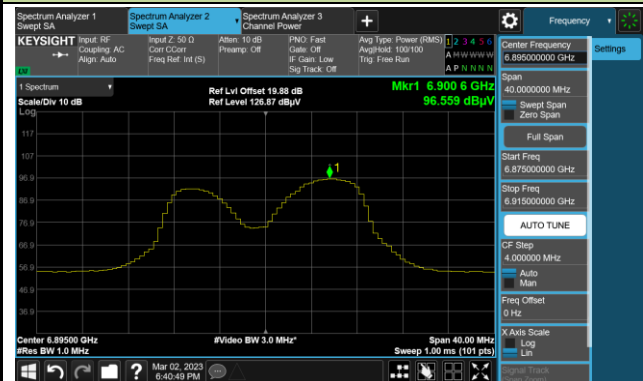 Spectrum Analyzer 1
Swept SA
Spectrum Analyzer 2
Swept SA
Spectrum Analyzer 3
Channel Power
+
Frequency
KEYSIGHT
Input: RF
Coupling: AC
Align: Auto
Input Z: 50 Ω
Corr CCorr
Freq Ref: Int (S)
Atten: 10 dB
Preamp: Off
PNO: Fast
Gate: Off
IF Gain: Low
Sig Track: Off
Avg Type: Power (RMS)
Avg|Hold: 100/100
Trig: Free Run
1 2 3 4 5 6
A W W W W W
A P N N N N
LXI
1 Spectrum
Scale/Div 10 dB
Log
Ref Lvl Offset 19.88 dB
Ref Level 126.87 dBµV
Mkr1 6.900 6 GHz
96.559 dBµV
117
107
96.9
86.9
76.9
66.9
56.9
46.9
36.9
1
Center 6.89500 GHz
#Res BW 1.0 MHz
#Video BW 3.0 MHz*
Span 40.00 MHz
Sweep 1.00 ms (101 pts)
Mar 02, 2023
6:40:49 PM
Center Frequency
6.895000000 GHz
Settings
Span
40.0000000 MHz
Swept Span
Zero Span
Full Span
Start Freq
6.875000000 GHz
Stop Freq
6.915000000 GHz
AUTO TUNE
CF Step
4.000000 MHz
Auto
Man
Freq Offset
0 Hz
X Axis Scale
Log
Lin
Signal Track